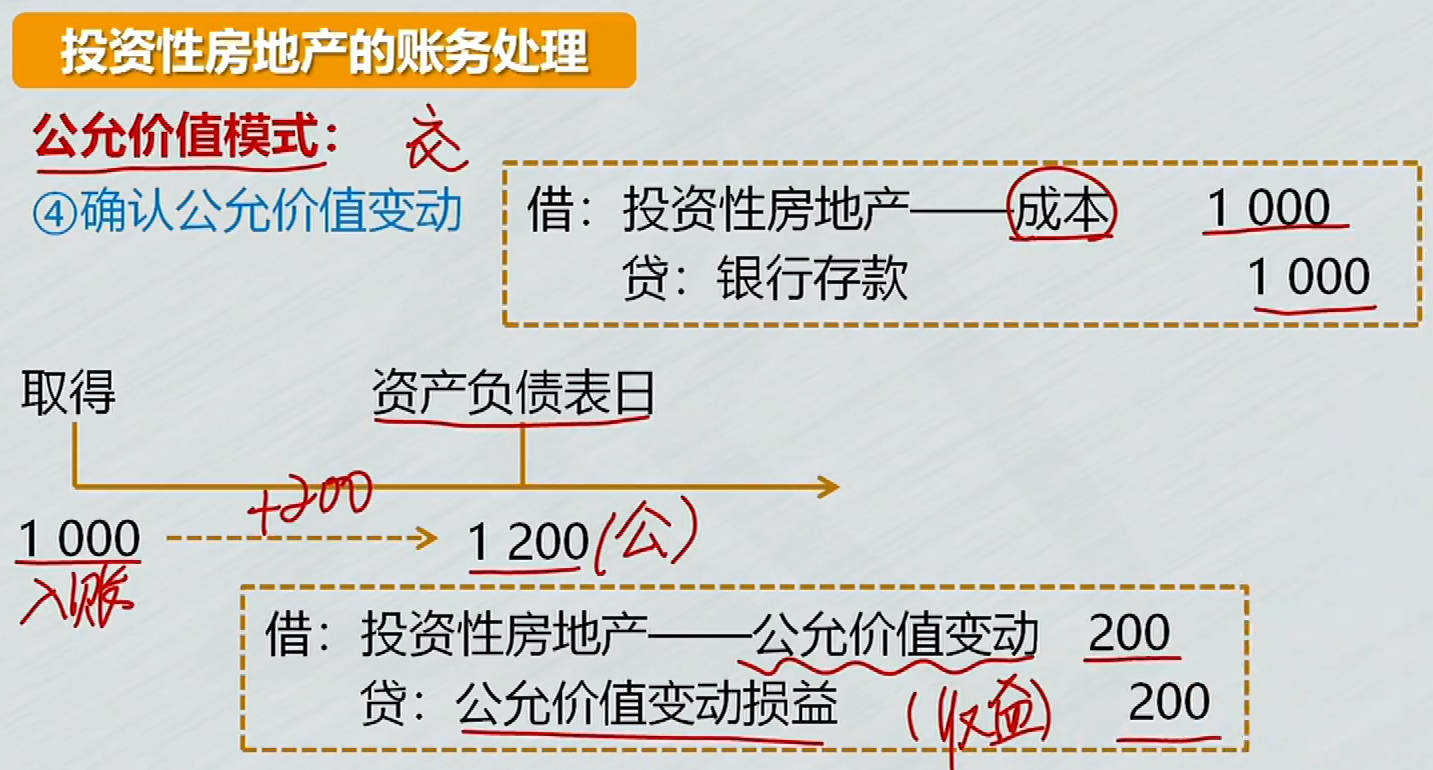 投资性房地产的账务处理
公允价值模式：
④确认公允价值变动
借：投资性房地产——成本 1 000
贷：银行存款 1 000
取得 资产负债表日
+200
1 000 1 200 (公)
入账
借：投资性房地产——公允价值变动 200
贷：公允价值变动损益 (收益) 200